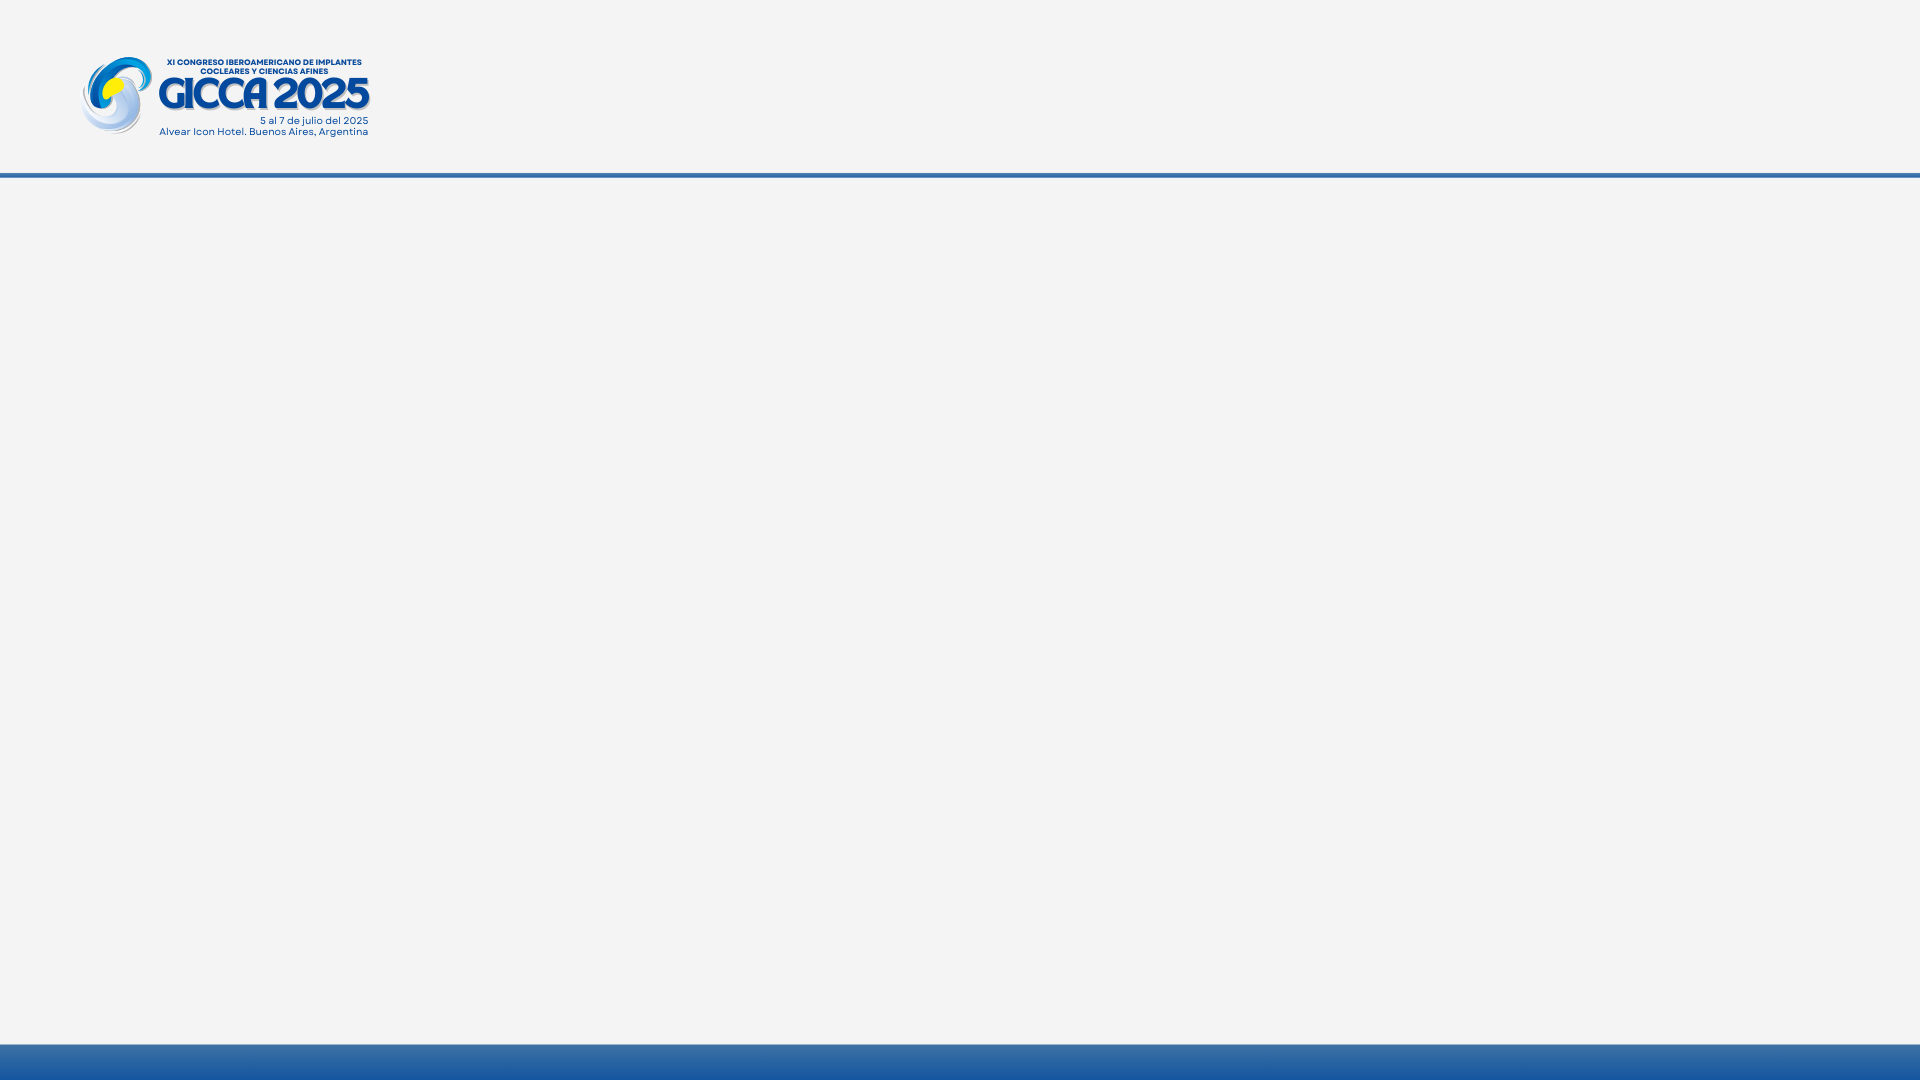 XI CONGRESO IBEROAMERICANO DE IMPLANTES
COCLEARES Y CIENCIAS AFINES
GICCA 2025
5 al 7 de julio del 2025
Alvear Icon Hotel. Buenos Aires, Argentina